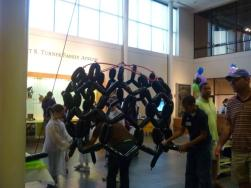 T S. TURNER FAMILY ATRIUM